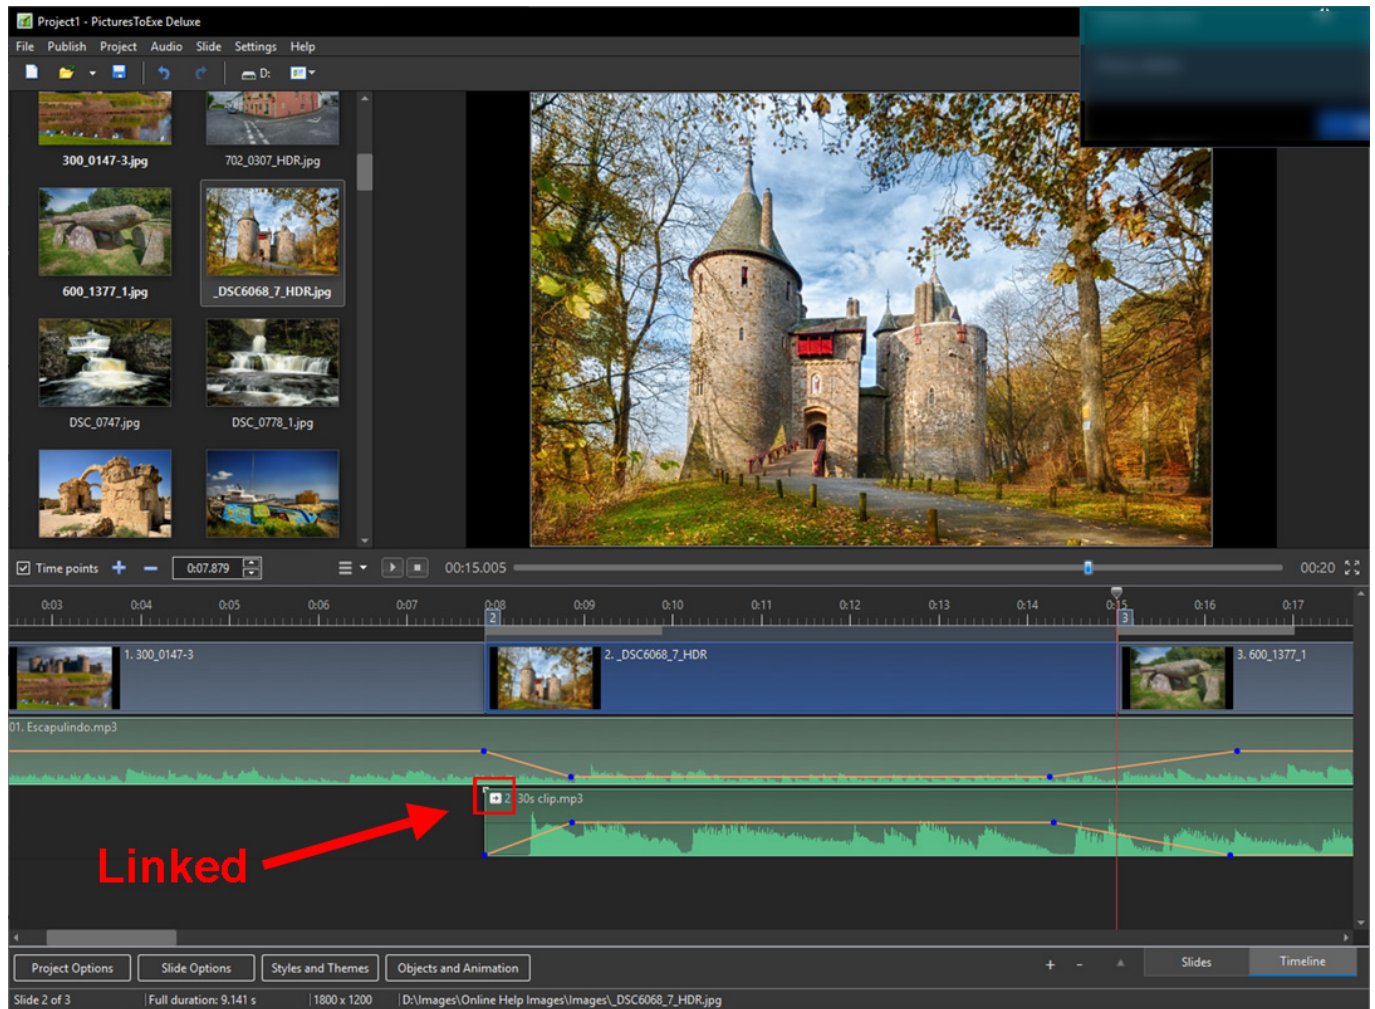 Project1 - PicturesToExe Deluxe
File Publish Project Audio Slide Settings Help
D:
300_0147-3.jpg 702_0307_HDR.jpg
600_1377_1.jpg _DSC6068_7_HDR.jpg
DSC_0747.jpg DSC_0778_1.jpg
Time points 0:07.879 00:15.005 00:20
0:03 0:04 0:05 0:06 0:07 0:08 0:09 0:10 0:11 0:12 0:13 0:14 0:15 0:16 0:17
2 3
1. 300_0147-3 2. _DSC6068_7_HDR 3. 600_1377_1
01. Escapulindo.mp3
2 30s clip.mp3
Linked
Project Options Slide Options Styles and Themes Objects and Animation + - Slides Timeline
Slide 2 of 3 Full duration: 9.141 s 1800 x 1200 D:\Images\Online Help Images\Images\_DSC6068_7_HDR.jpg